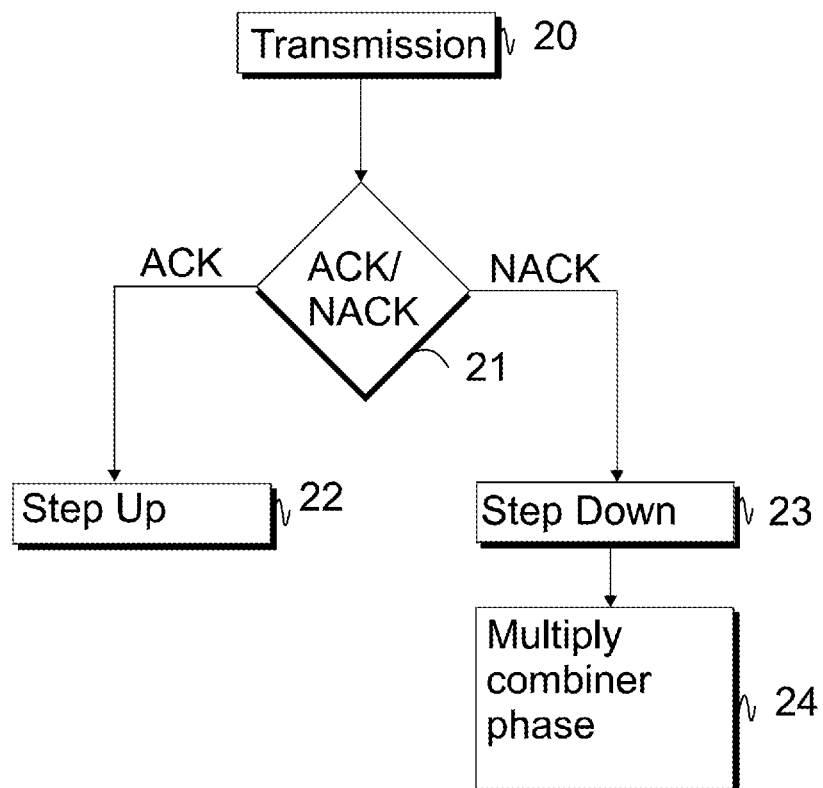 Transmission
20
ACK
ACK/
NACK
NACK
21
Step Up
22
Step Down
23
Multiply
combiner
phase
24